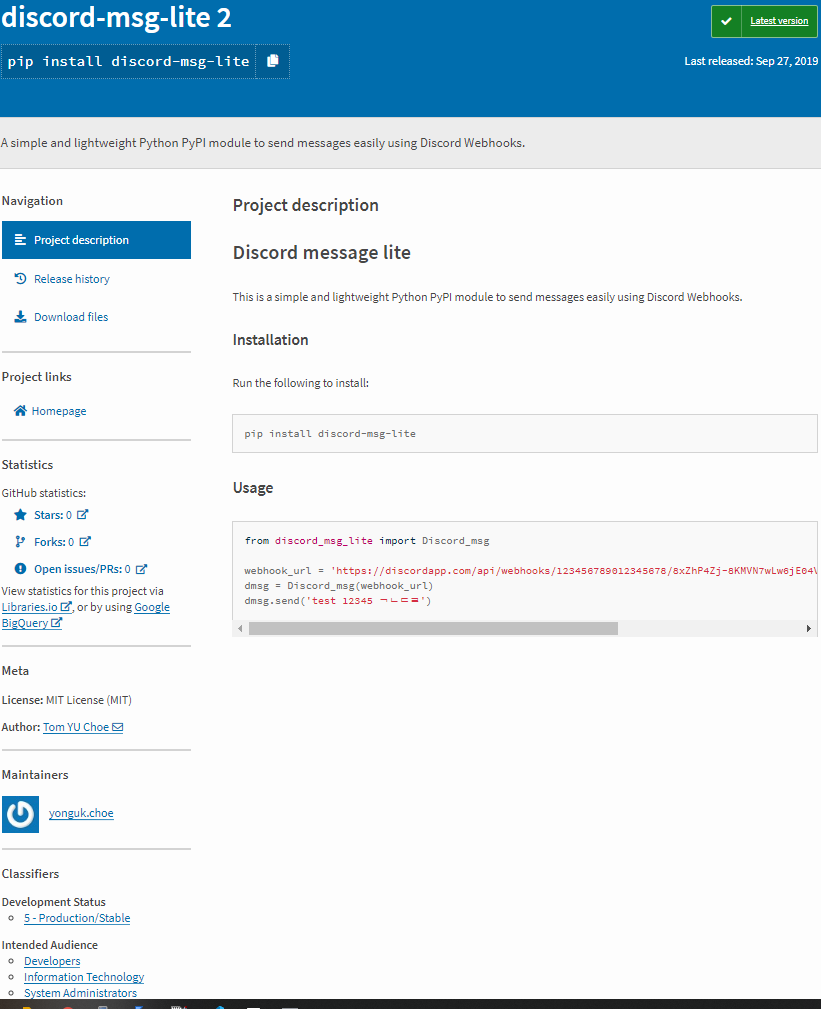 discord-msg-lite 2
Latest version
pip install discord-msg-lite
Last released: Sep 27, 2019
A simple and lightweight Python PyPI module to send messages easily using Discord Webhooks.
Navigation
Project description
Release history
Download files
Project links
Homepage
Statistics
GitHub statistics:
Stars: 0
Forks: 0
Open issues/PRs: 0
View statistics for this project via
Libraries.io, or by using Google
BigQuery
Meta
License: MIT License (MIT)
Author: Tom YU Choe
Maintainers
yonguk.choe
Classifiers
Development Status
5 - Production/Stable
Intended Audience
Developers
Information Technology
System Administrators
Project description
Discord message lite
This is a simple and lightweight Python PyPI module to send messages easily using Discord Webhooks.
Installation
Run the following to install:
pip install discord-msg-lite
Usage
from discord_msg_lite import Discord_msg
webhook_url = 'https://discordapp.com/api/webhooks/123456789012345678/8xZhP4Zj-8KMVN7wLw6jE04V
dmsg = Discord_msg(webhook_url)
dmsg.send('test 12345 ㄱㄴㄷㄹ')